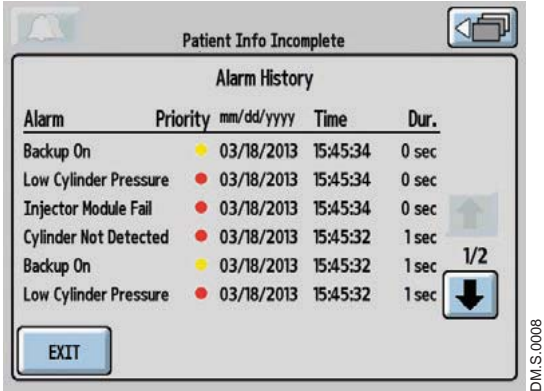 Patient Info Incomplete
Alarm History
Alarm Priority mm/dd/yyyy Time Dur.
Backup On 03/18/2013 15:45:34 0 sec
Low Cylinder Pressure 03/18/2013 15:45:34 0 sec
Injector Module Fail 03/18/2013 15:45:34 0 sec
Cylinder Not Detected 03/18/2013 15:45:32 1 sec
Backup On 03/18/2013 15:45:32 1 sec
Low Cylinder Pressure 03/18/2013 15:45:32 1 sec
1/2
EXIT
DM.S.0008